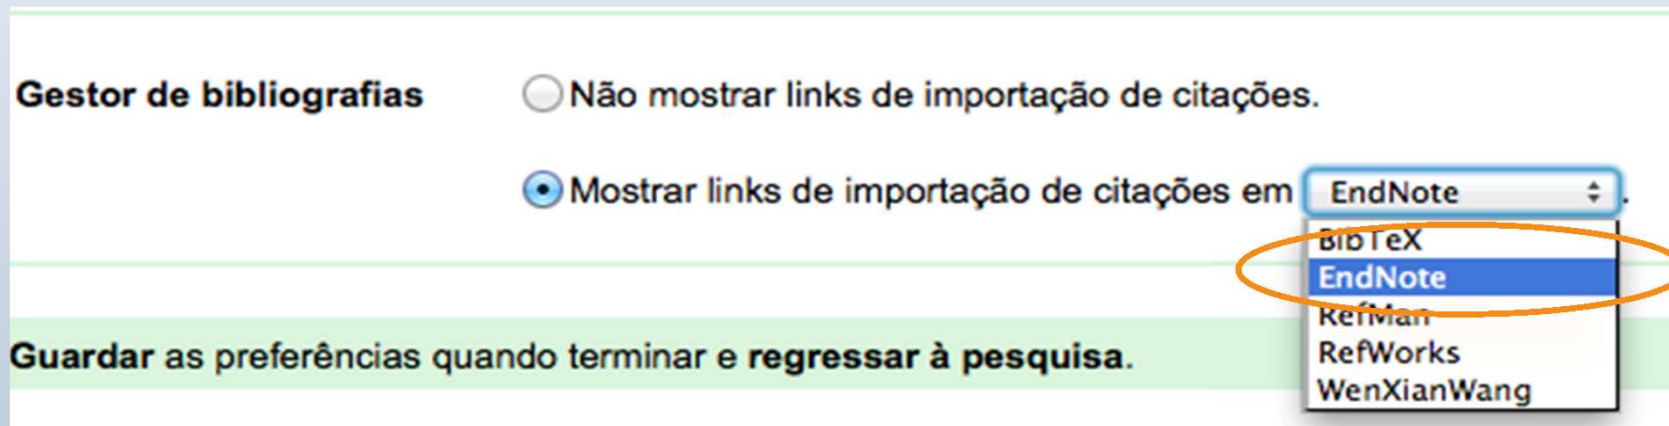 Gestor de bibliografias Não mostrar links de importação de citações.
Mostrar links de importação de citações em EndNote .
BibTeX
EndNote
RefMan
Guardar as preferências quando terminar e regressar à pesquisa. RefWorks
WenXianWang